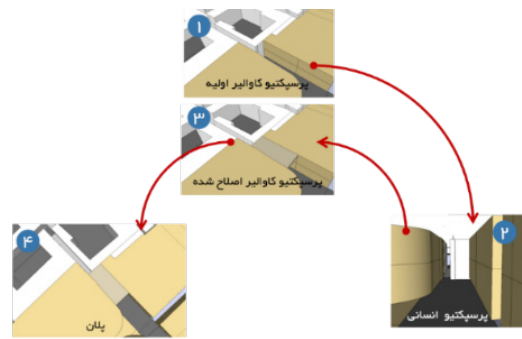 ۱
پرسپکتیو کاوالیر اولیه
۳
پرسپکتیو کاوالیر اصلاح شده
۴
پلان
۲
پرسپکتیو انسانی